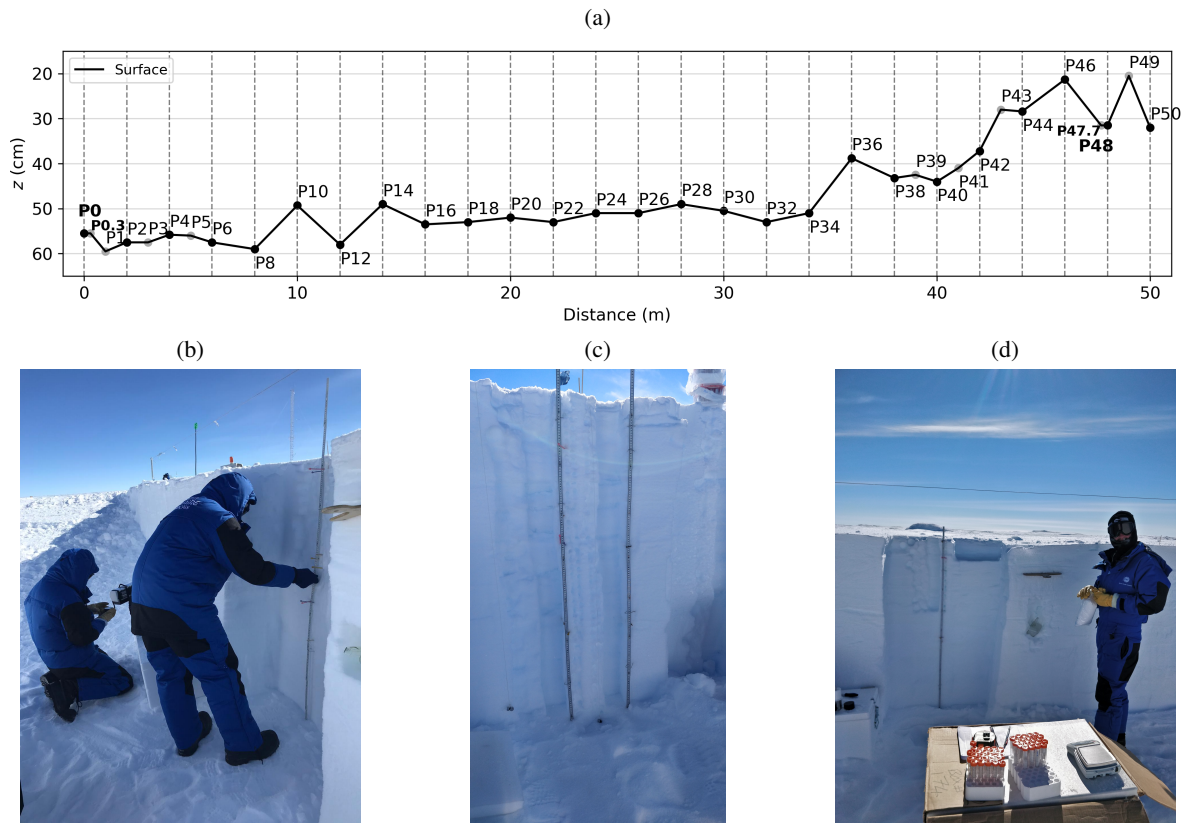 (a)
20
30
40
50
60
z (cm)
Surface
P0
P0.3
P1
P2
P3
P4
P5
P6
P8
P10
P12
P14
P16
P18
P20
P22
P24
P26
P28
P30
P32
P34
P36
P38
P39
P40
P41
P42
P43
P44
P46
P47.7
P48
P49
P50
0
10
20
30
40
50
Distance (m)
(b)
(c)
(d)